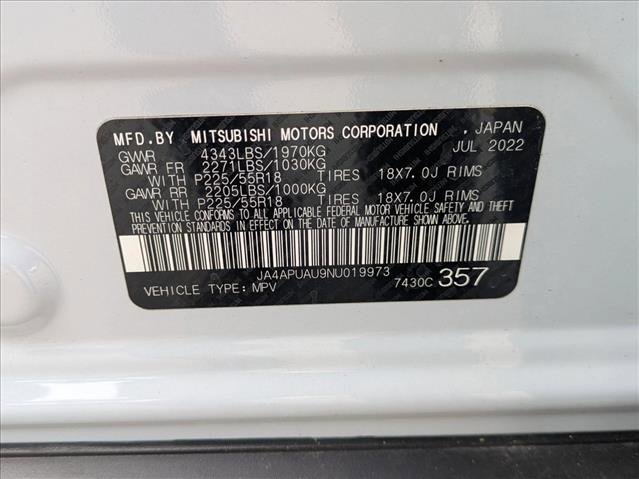 MFD.BY MITSUBISHI MOTORS CORPORATION , JAPAN
GVWR 4343LBS/1970KG JUL 2022
GAWR FR 2271LBS/1030KG
WITH P225/55R18 TIRES 18X7.0J RIMS
GAWR RR 2205LBS/1000KG
WITH P225/55R18 TIRES 18X7.0J RIMS
THIS VEHICLE CONFORMS TO ALL APPLICABLE FEDERAL MOTOR VEHICLE SAFETY AND THEFT
PREVENTION STANDARDS IN EFFECT ON THE DATE OF MANUFACTURE SHOWN ABOVE.
JA4APUAU9NU019973
VEHICLE TYPE: MPV 7430C 357